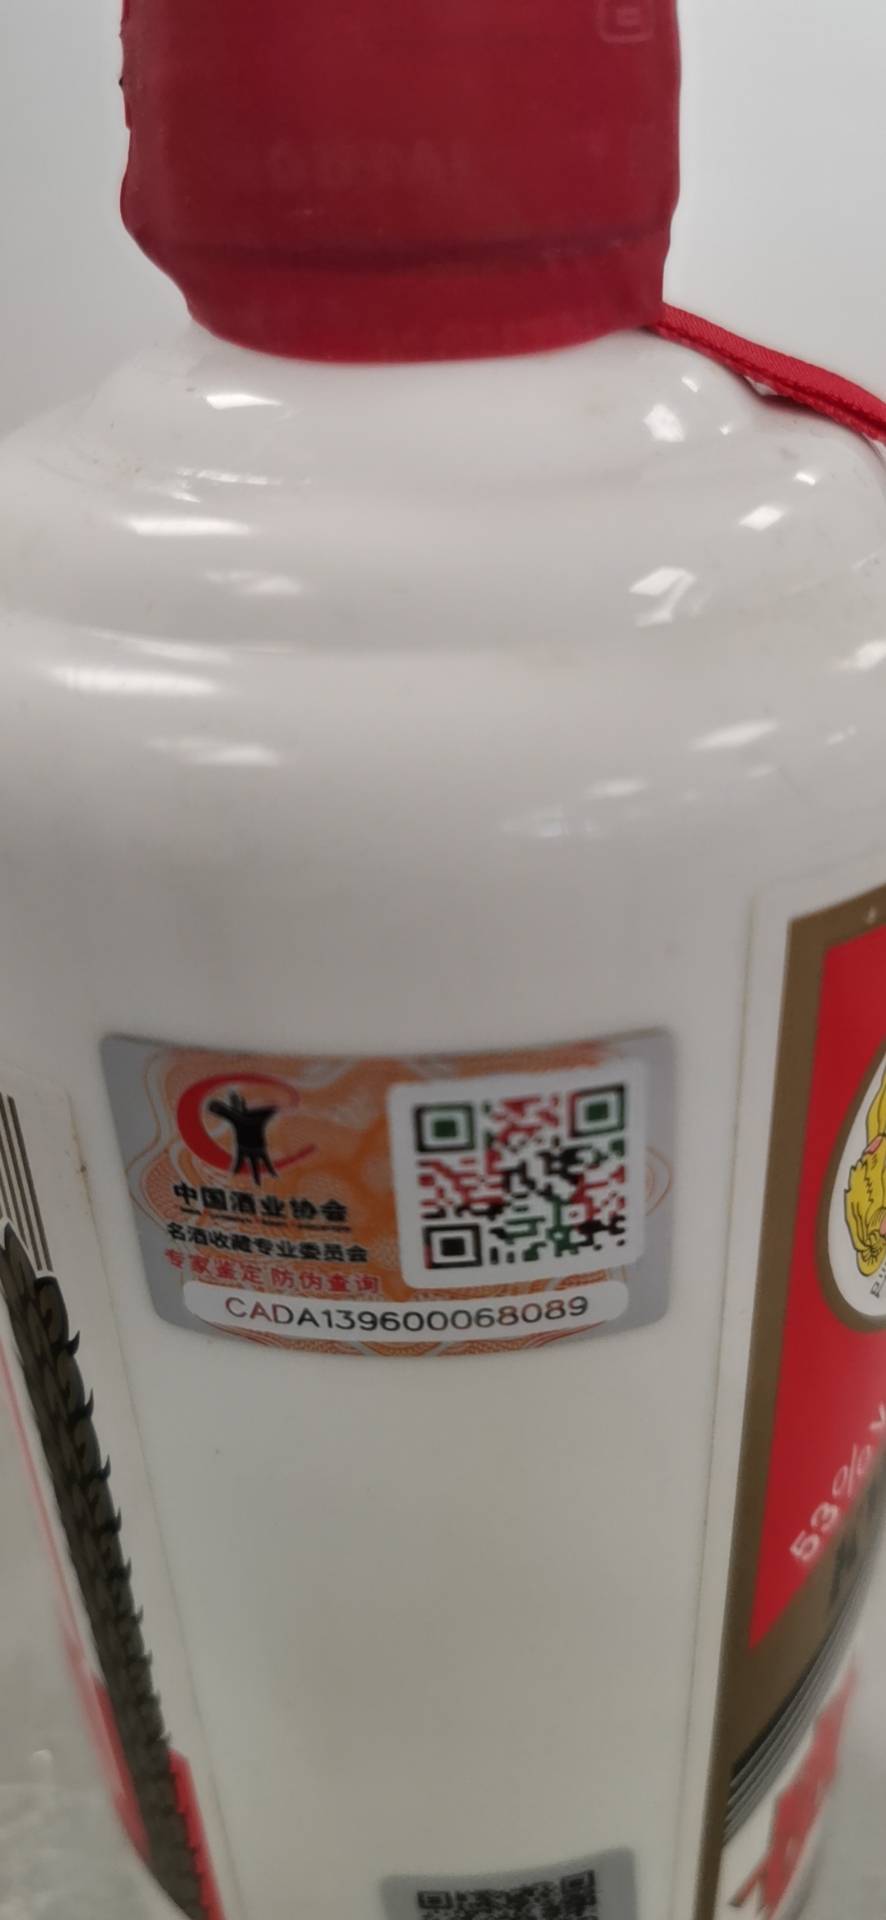 中国酒业协会
名酒收藏专业委员会
专家鉴定防伪查询
CADA139600068089
53%